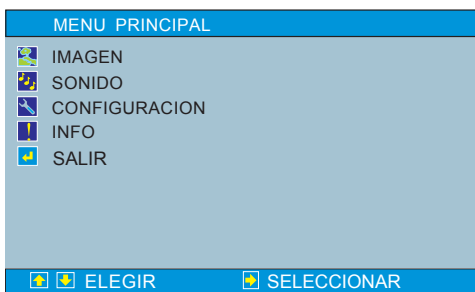 MENU PRINCIPAL
IMAGEN
SONIDO
CONFIGURACION
INFO
SALIR
ELEGIR SELECCIONAR